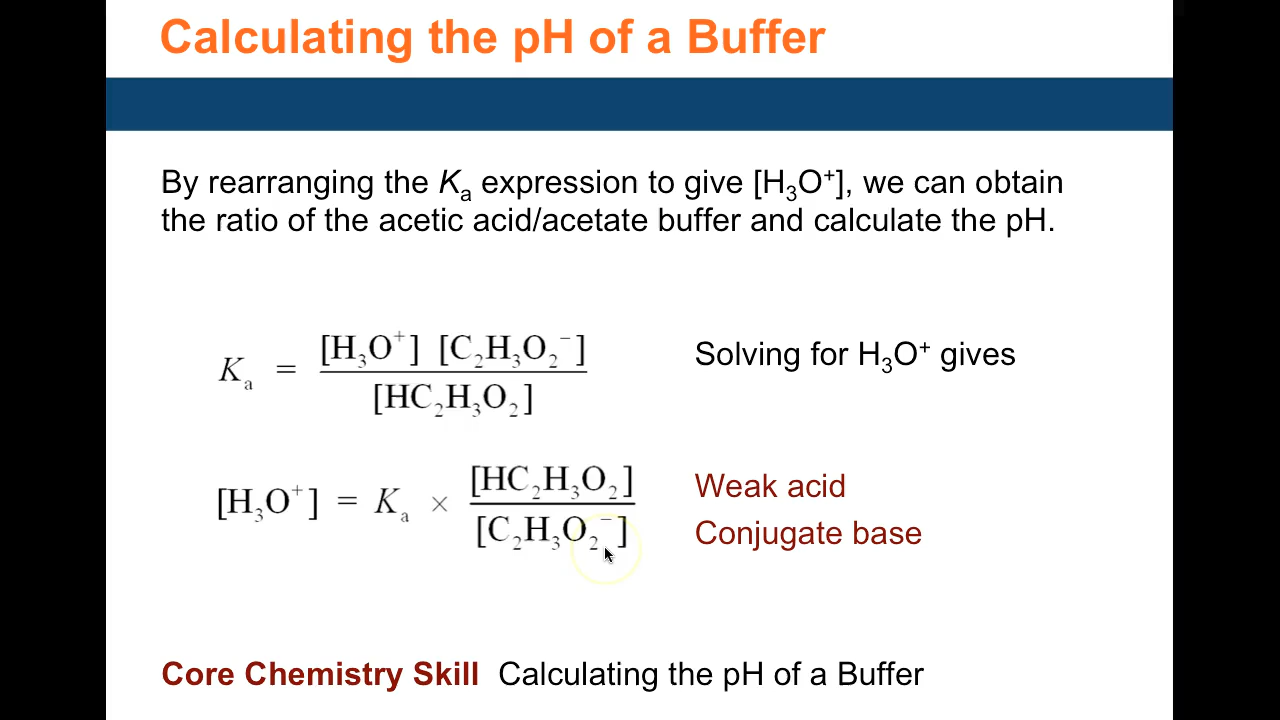 Calculating the pH of a Buffer
By rearranging the Kₐ expression to give [H₃O⁺], we can obtain
the ratio of the acetic acid/acetate buffer and calculate the pH.
Kₐ = [H₃O⁺] [C₂H₃O₂⁻] / [HC₂H₃O₂]
Solving for H₃O⁺ gives
[H₃O⁺] = Kₐ × [HC₂H₃O₂] / [C₂H₃O₂⁻]
Weak acid
Conjugate base
Core Chemistry Skill Calculating the pH of a Buffer